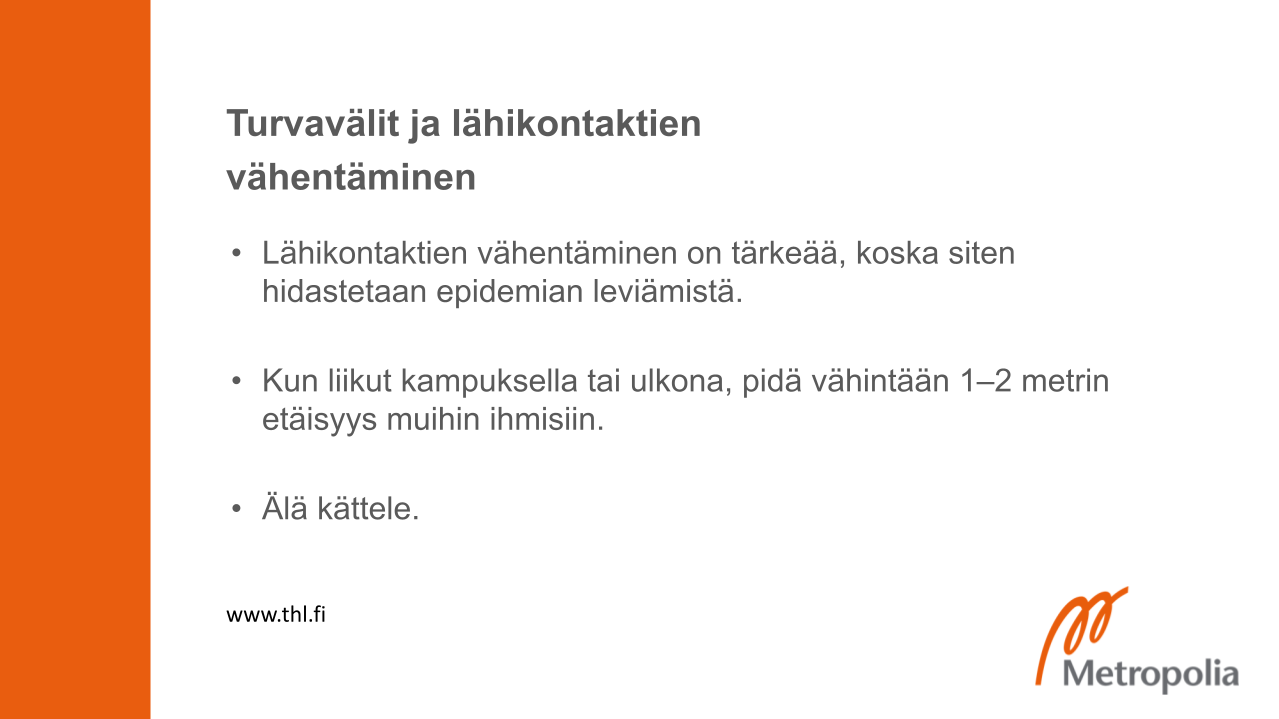 Turvavälit ja lähikontaktien
vähentäminen
• Lähikontaktien vähentäminen on tärkeää, koska siten
hidastetaan epidemian leviämistä.
• Kun liikut kampuksella tai ulkona, pidä vähintään 1–2 metrin
etäisyys muihin ihmisiin.
• Älä kättele.
www.thl.fi
Metropolia